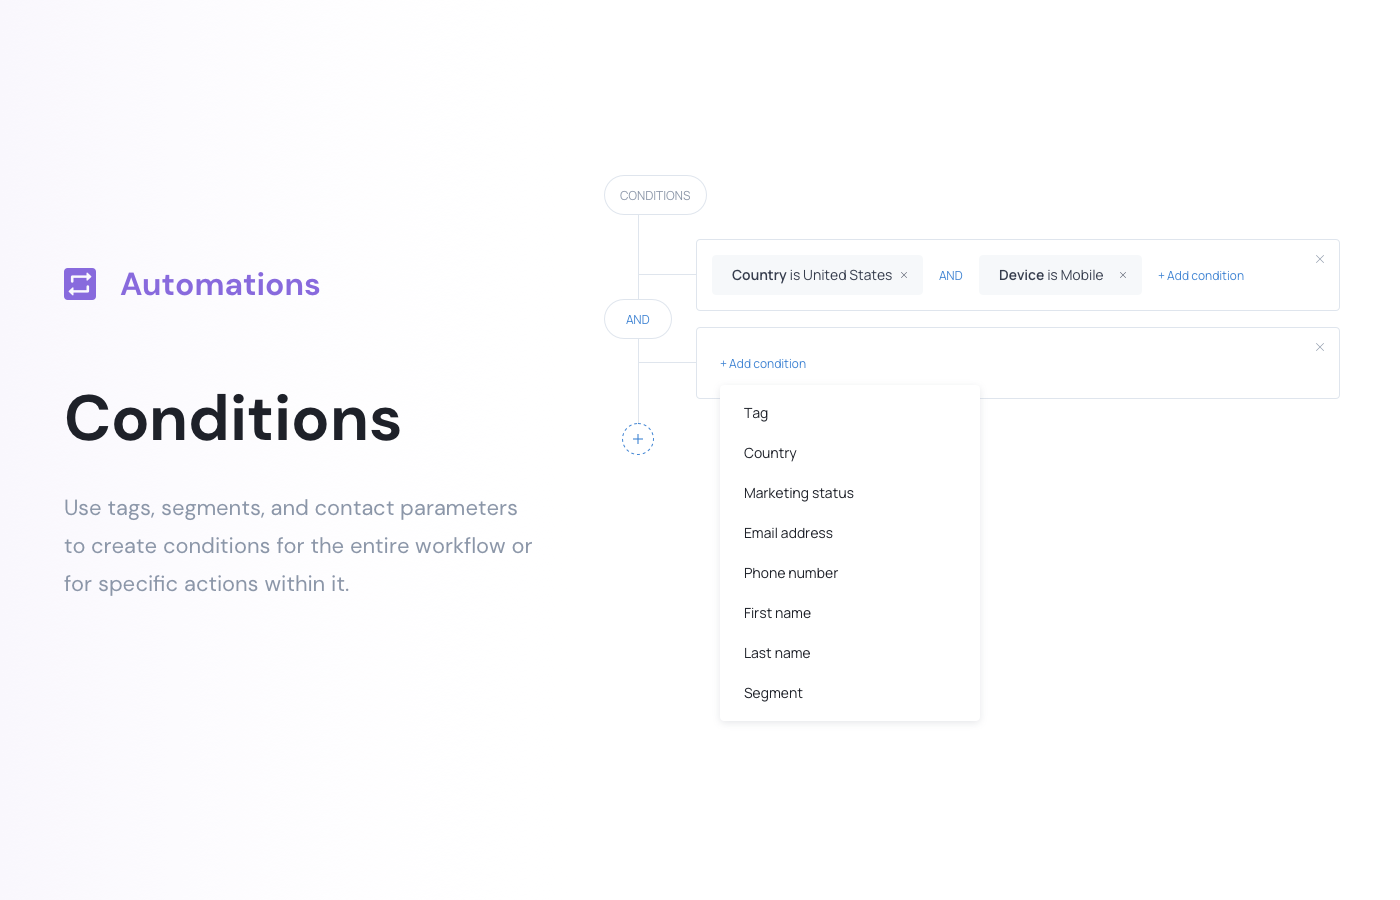 Automations
Conditions
Use tags, segments, and contact parameters
to create conditions for the entire workflow or
for specific actions within it.
CONDITIONS
Country is United States × AND Device is Mobile × + Add condition ×
AND
+ Add condition ×
+
Tag
Country
Marketing status
Email address
Phone number
First name
Last name
Segment